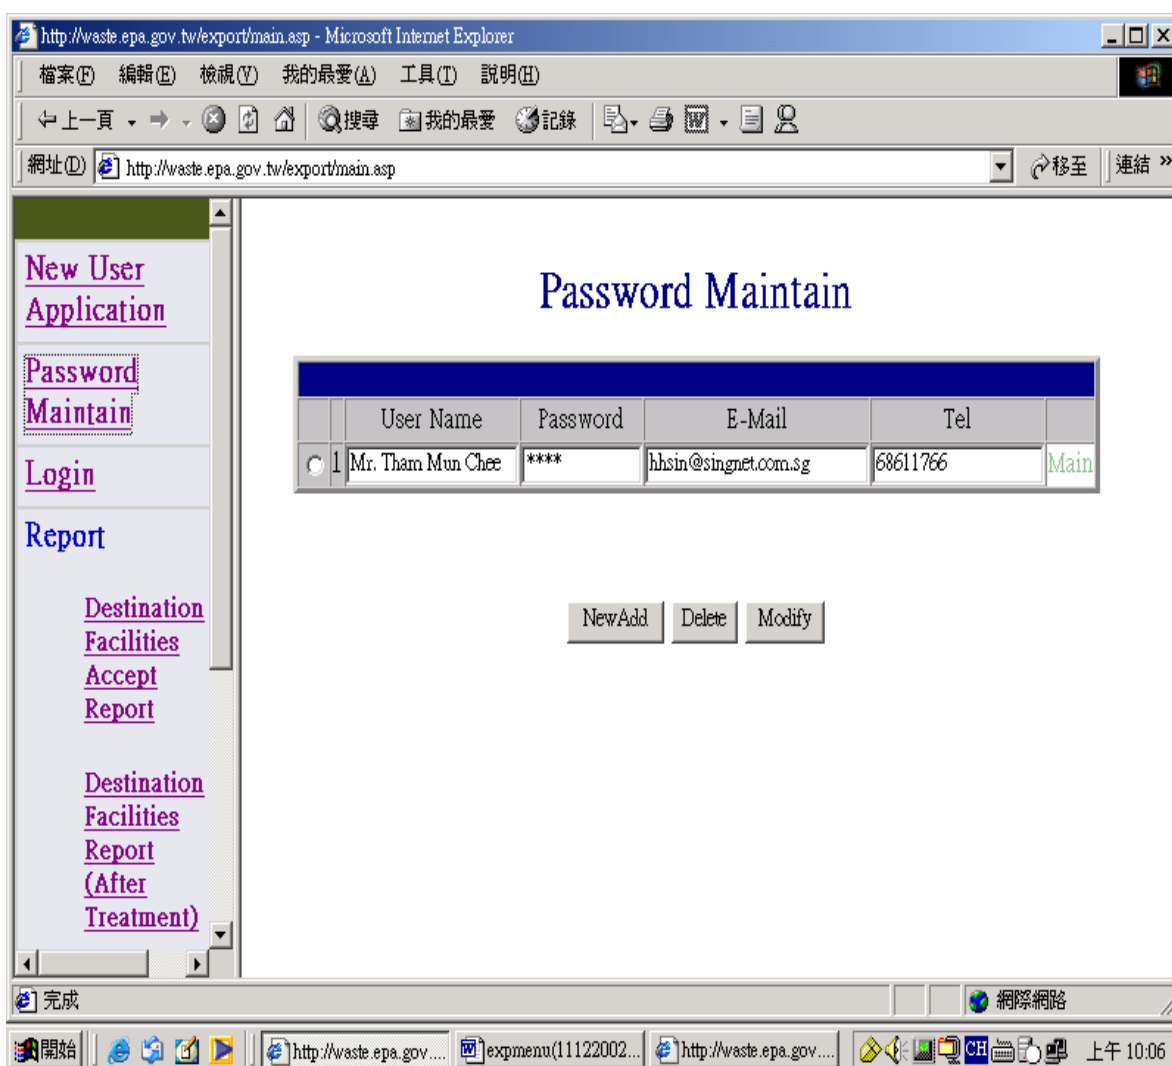 http://waste.epa.gov.tw/export/main.asp - Microsoft Internet Explorer
檔案(F) 編輯(E) 檢視(V) 我的最愛(A) 工具(T) 說明(H)
上一頁 搜尋 我的最愛 記錄
網址(D) http://waste.epa.gov.tw/export/main.asp 移至 連結 »
New User
Application
Password
Maintain
Login
Report
Destination
Facilities
Accept
Report
Destination
Facilities
Report
(After
Treatment)
Password Maintain
User Name Password E-Mail Tel
1 Mr. Tham Mun Chee **** hhsin@singnet.com.sg 68611766 Main
NewAdd Delete Modify
完成 網際網路
開始 http://waste.epa.gov.... expmenu(11122002... http://waste.epa.gov.... CH 上午 10:06